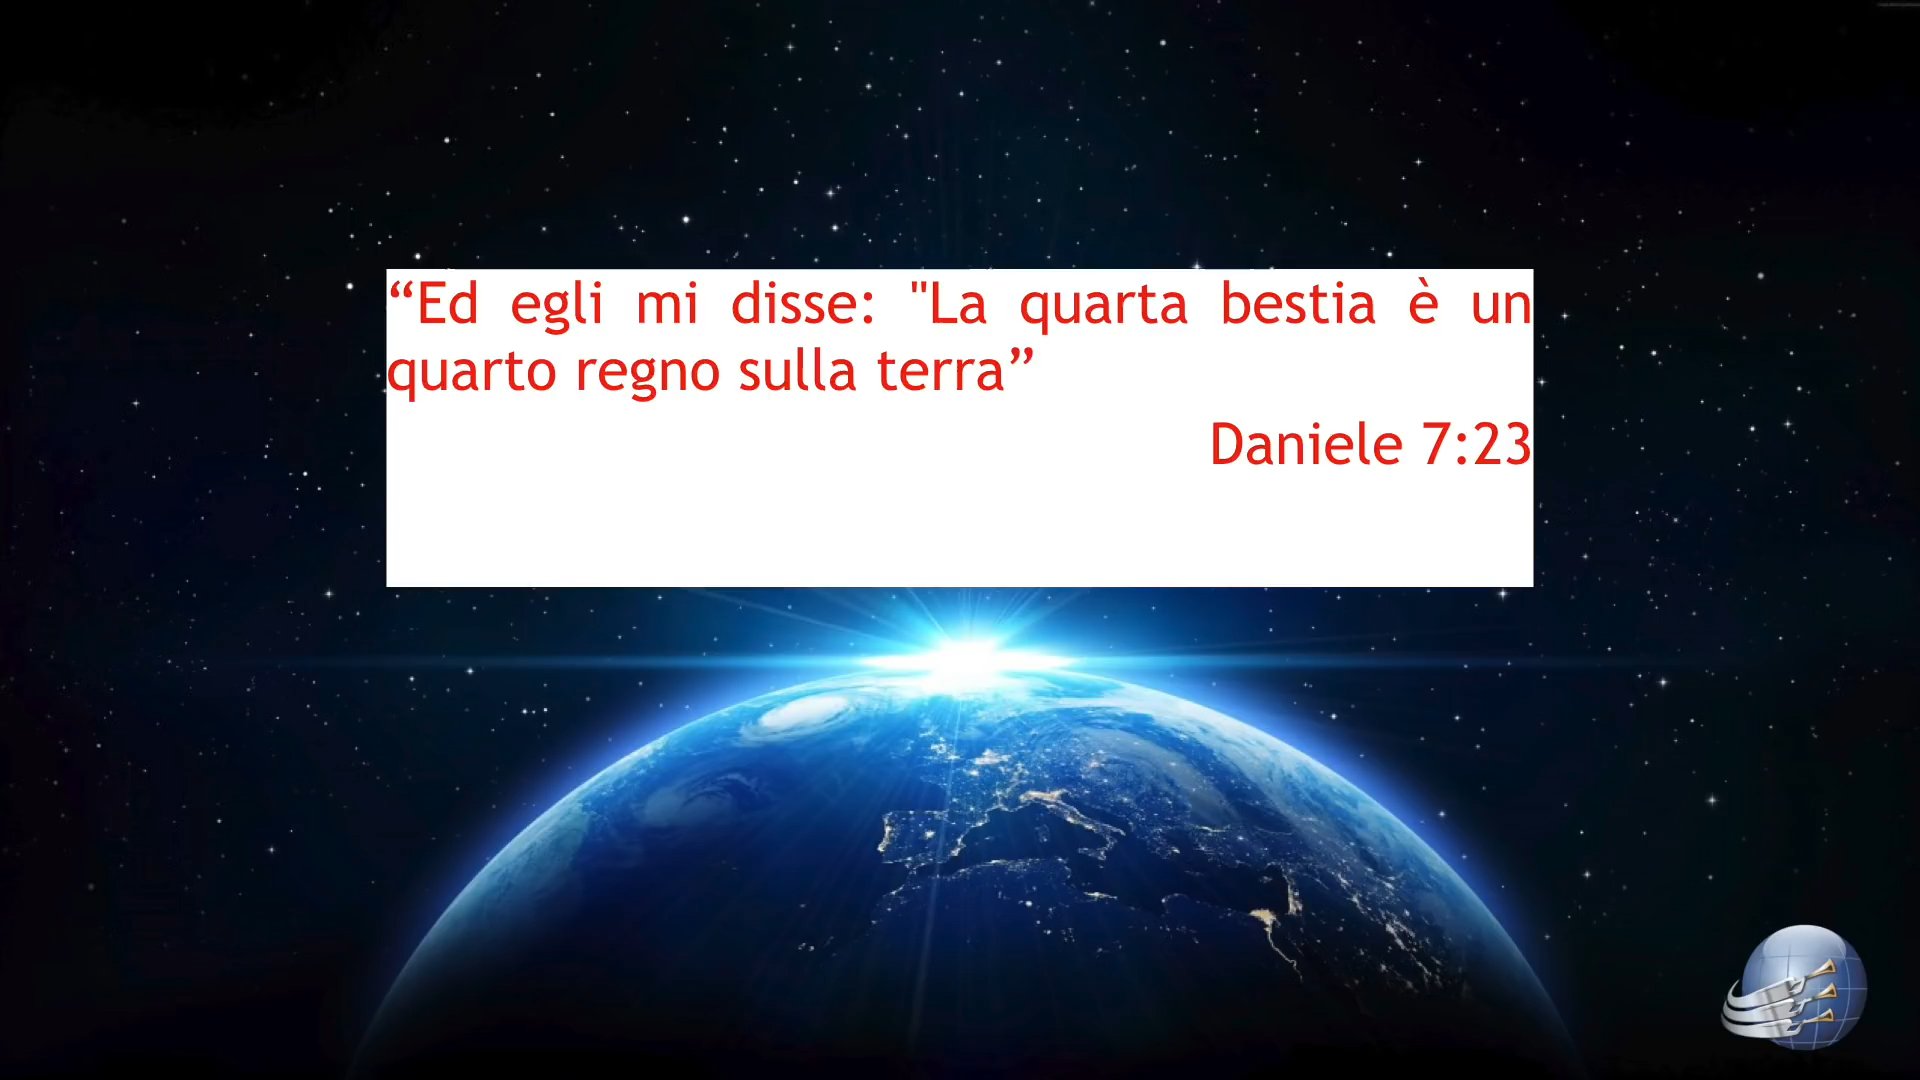 “Ed egli mi disse: "La quarta bestia è un
quarto regno sulla terra”
Daniele 7:23